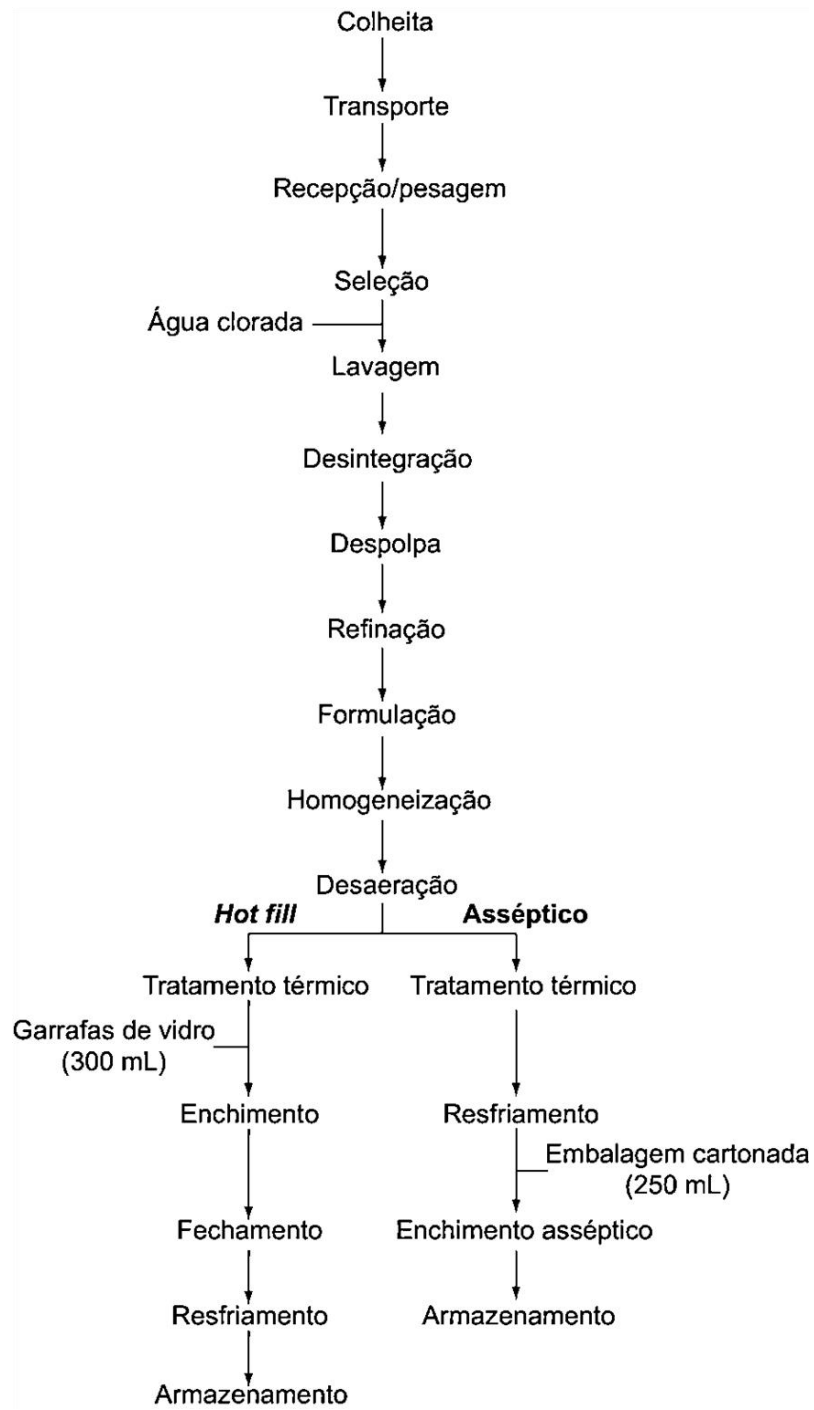 Colheita
Transporte
Recepção/pesagem
Seleção
Água clorada
Lavagem
Desintegração
Despolpa
Refinação
Formulação
Homogeneização
Desaeração
Hot fill
Asséptico
Tratamento térmico
Tratamento térmico
Garrafas de vidro
(300 mL)
Enchimento
Resfriamento
Embalagem cartonada
(250 mL)
Fechamento
Enchimento asséptico
Resfriamento
Armazenamento
Armazenamento